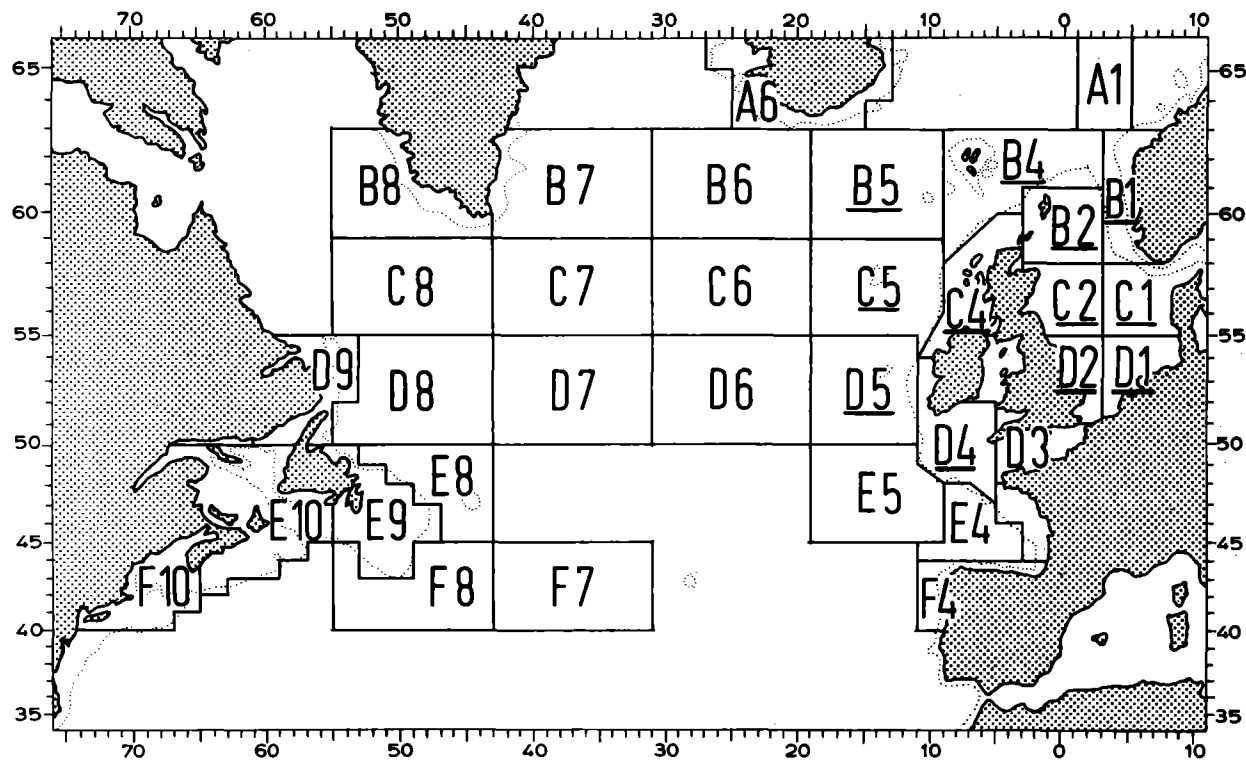 70 60 50 40 30 20 10 0 10
65 65
A6 A1
B8 B7 B6 B5 B4 B1
60 B2 60
C8 C7 C6 C5 C4 C2 C1
55 55
D9 D8 D7 D6 D5 D2 D1
50 D4 D3 50
E10 E9 E8 E5 E4
45 45
F10 F8 F7 F4
40 40
35 35
70 60 50 40 30 20 10 0 10